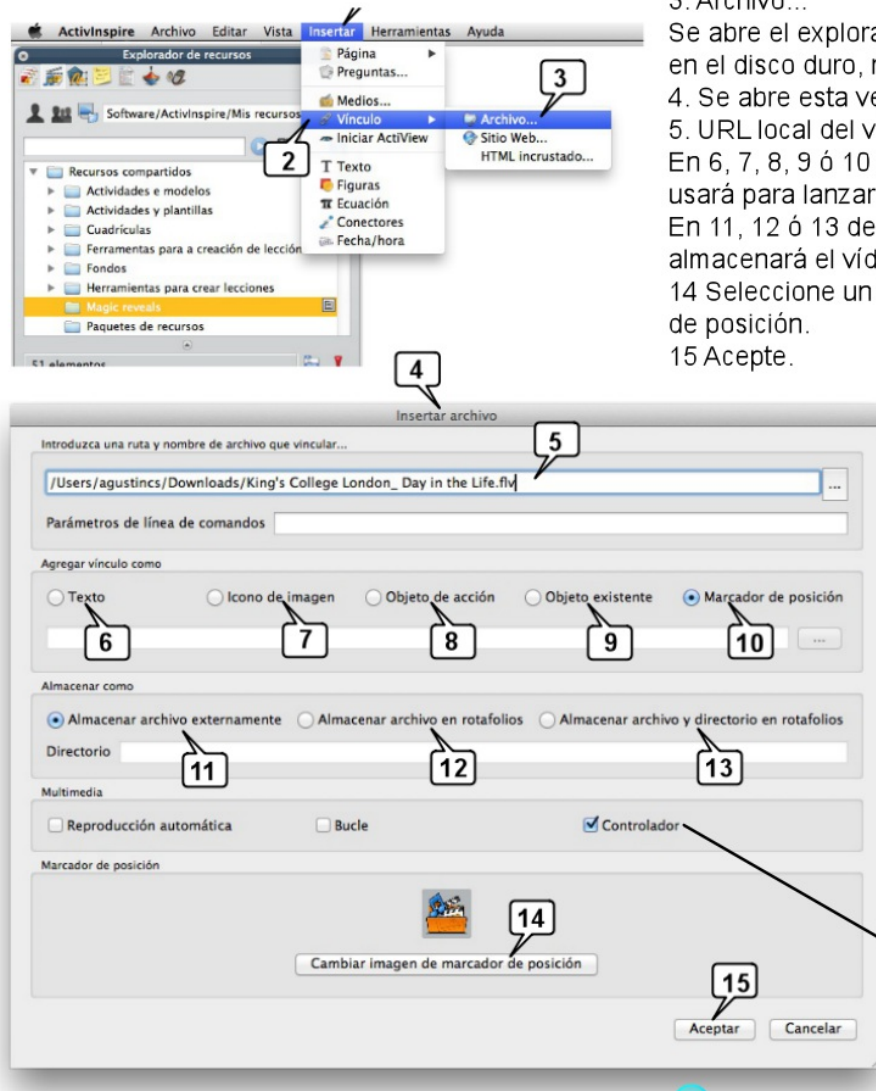 ActivInspire Archivo Editar Vista Insertar Herramientas Ayuda
Explorador de recursos
Software/ActivInspire/Mis recursos
Recursos compartidos
Actividades e modelos
Actividades y plantillas
Cuadrículas
Ferramentas para a creación de lección
Fondos
Herramientas para crear lecciones
Magic reveals
Paquetes de recursos
51 elementos
Página
Preguntas...
Medios...
Vínculo
Iniciar ActiView
Texto
Figuras
Ecuación
Conectores
Fecha/hora
2
3
Archivo...
Sitio Web...
HTML incrustado...
3. Archivo...
Se abre el explora
en el disco duro,
4. Se abre esta ve
5. URL local del v
En 6, 7, 8, 9 ó 10
usará para lanzar
En 11, 12 ó 13 de
almacenará el víd
14 Seleccione un
de posición.
15 Acepte.
4
Insertar archivo
Introduzca una ruta y nombre de archivo que vincular...
5
/Users/agustincs/Downloads/King's College London_ Day in the Life.flv
...
Parámetros de línea de comandos
Agregar vínculo como
Texto Icono de imagen Objeto de acción Objeto existente Marcador de posición
6 7 8 9 10
...
Almacenar como
Almacenar archivo externamente Almacenar archivo en rotafolios Almacenar archivo y directorio en rotafolios
Directorio
11 12 13
Multimedia
Reproducción automática Bucle Controlador
Marcador de posición
14
Cambiar imagen de marcador de posición
15
Aceptar Cancelar